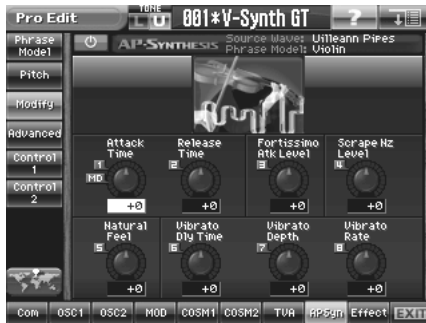 Pro Edit TONE L U 001*V-Synth GT ?
AP-SYNTHESIS Source Wave: Uilleann Pipes
Phrase Model: Violin
Phrase Model
Pitch
Modify
Advanced
Control 1
Control 2
Attack Time
1
MD
+0
Release Time
2
+0
Fortissimo Atk Level
3
+0
Scrape Nz Level
4
+0
Natural Feel
5
+0
Vibrato Dly Time
6
+0
Vibrato Depth
7
+0
Vibrato Rate
8
+0
Com OSC1 OSC2 MOD COSM1 COSM2 TVA APSyn Effect EXIT